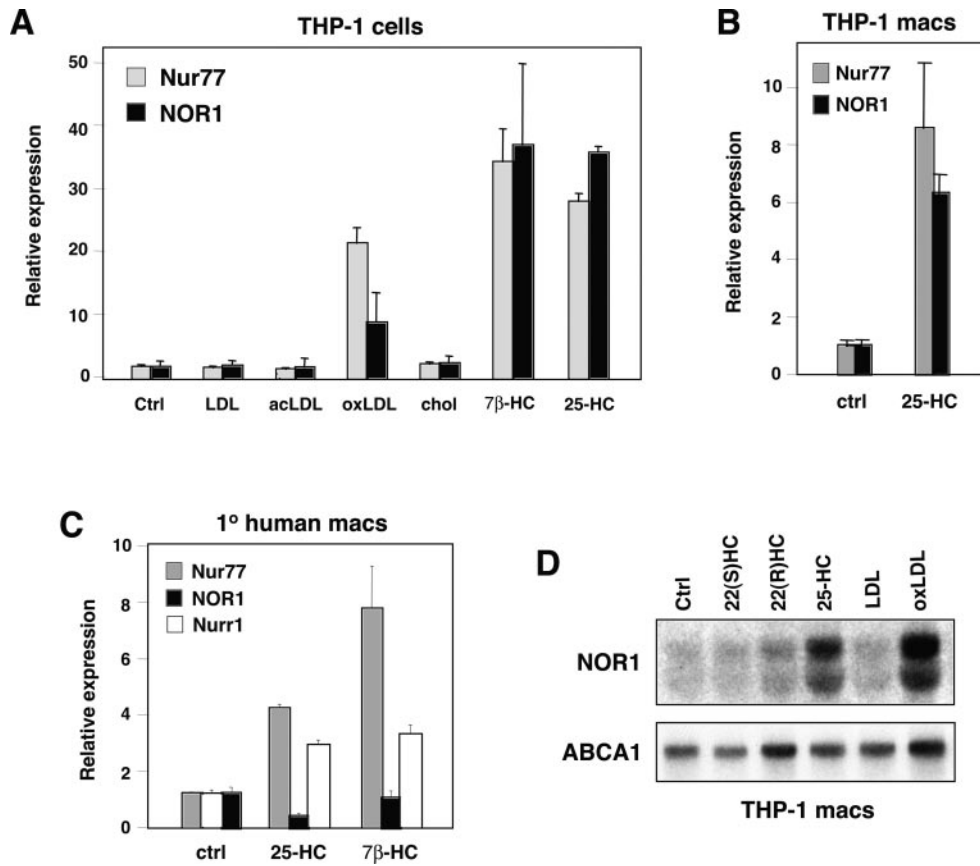 A
THP-1 cells
Relative expression
50
40
30
20
10
0
Nur77
NOR1
Ctrl LDL acLDL oxLDL chol 7β-HC 25-HC
B
THP-1 macs
Relative expression
10
8
6
4
2
0
Nur77
NOR1
ctrl 25-HC
C
1º human macs
Relative expression
10
8
6
4
2
0
Nur77
NOR1
Nurr1
ctrl 25-HC 7β-HC
D
Ctrl 22(S)HC 22(R)HC 25-HC LDL oxLDL
NOR1
ABCA1
THP-1 macs